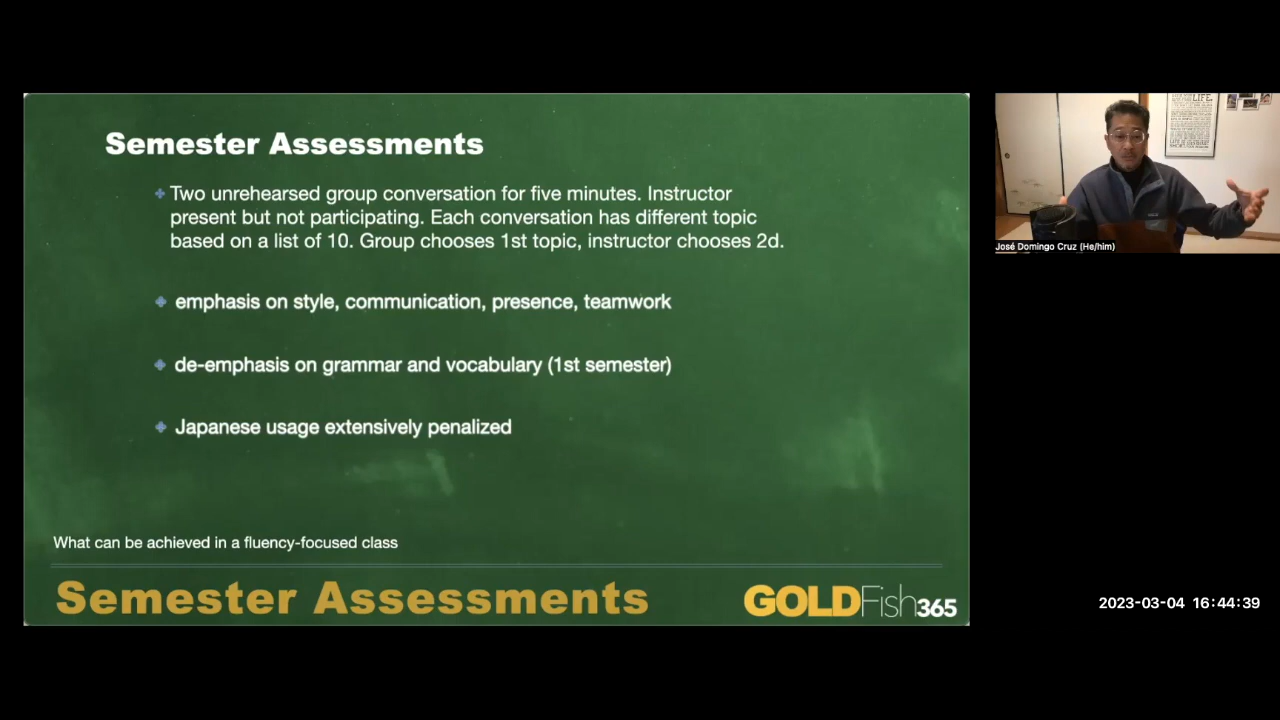 Semester Assessments
Two unrehearsed group conversation for five minutes. Instructor
present but not participating. Each conversation has different topic
based on a list of 10. Group chooses 1st topic, instructor chooses 2d.
emphasis on style, communication, presence, teamwork
de-emphasis on grammar and vocabulary (1st semester)
Japanese usage extensively penalized
What can be achieved in a fluency-focused class
Semester Assessments
GOLDFish365
LIFE.
José Domingo Cruz (He/him)
2023-03-04 16:44:39